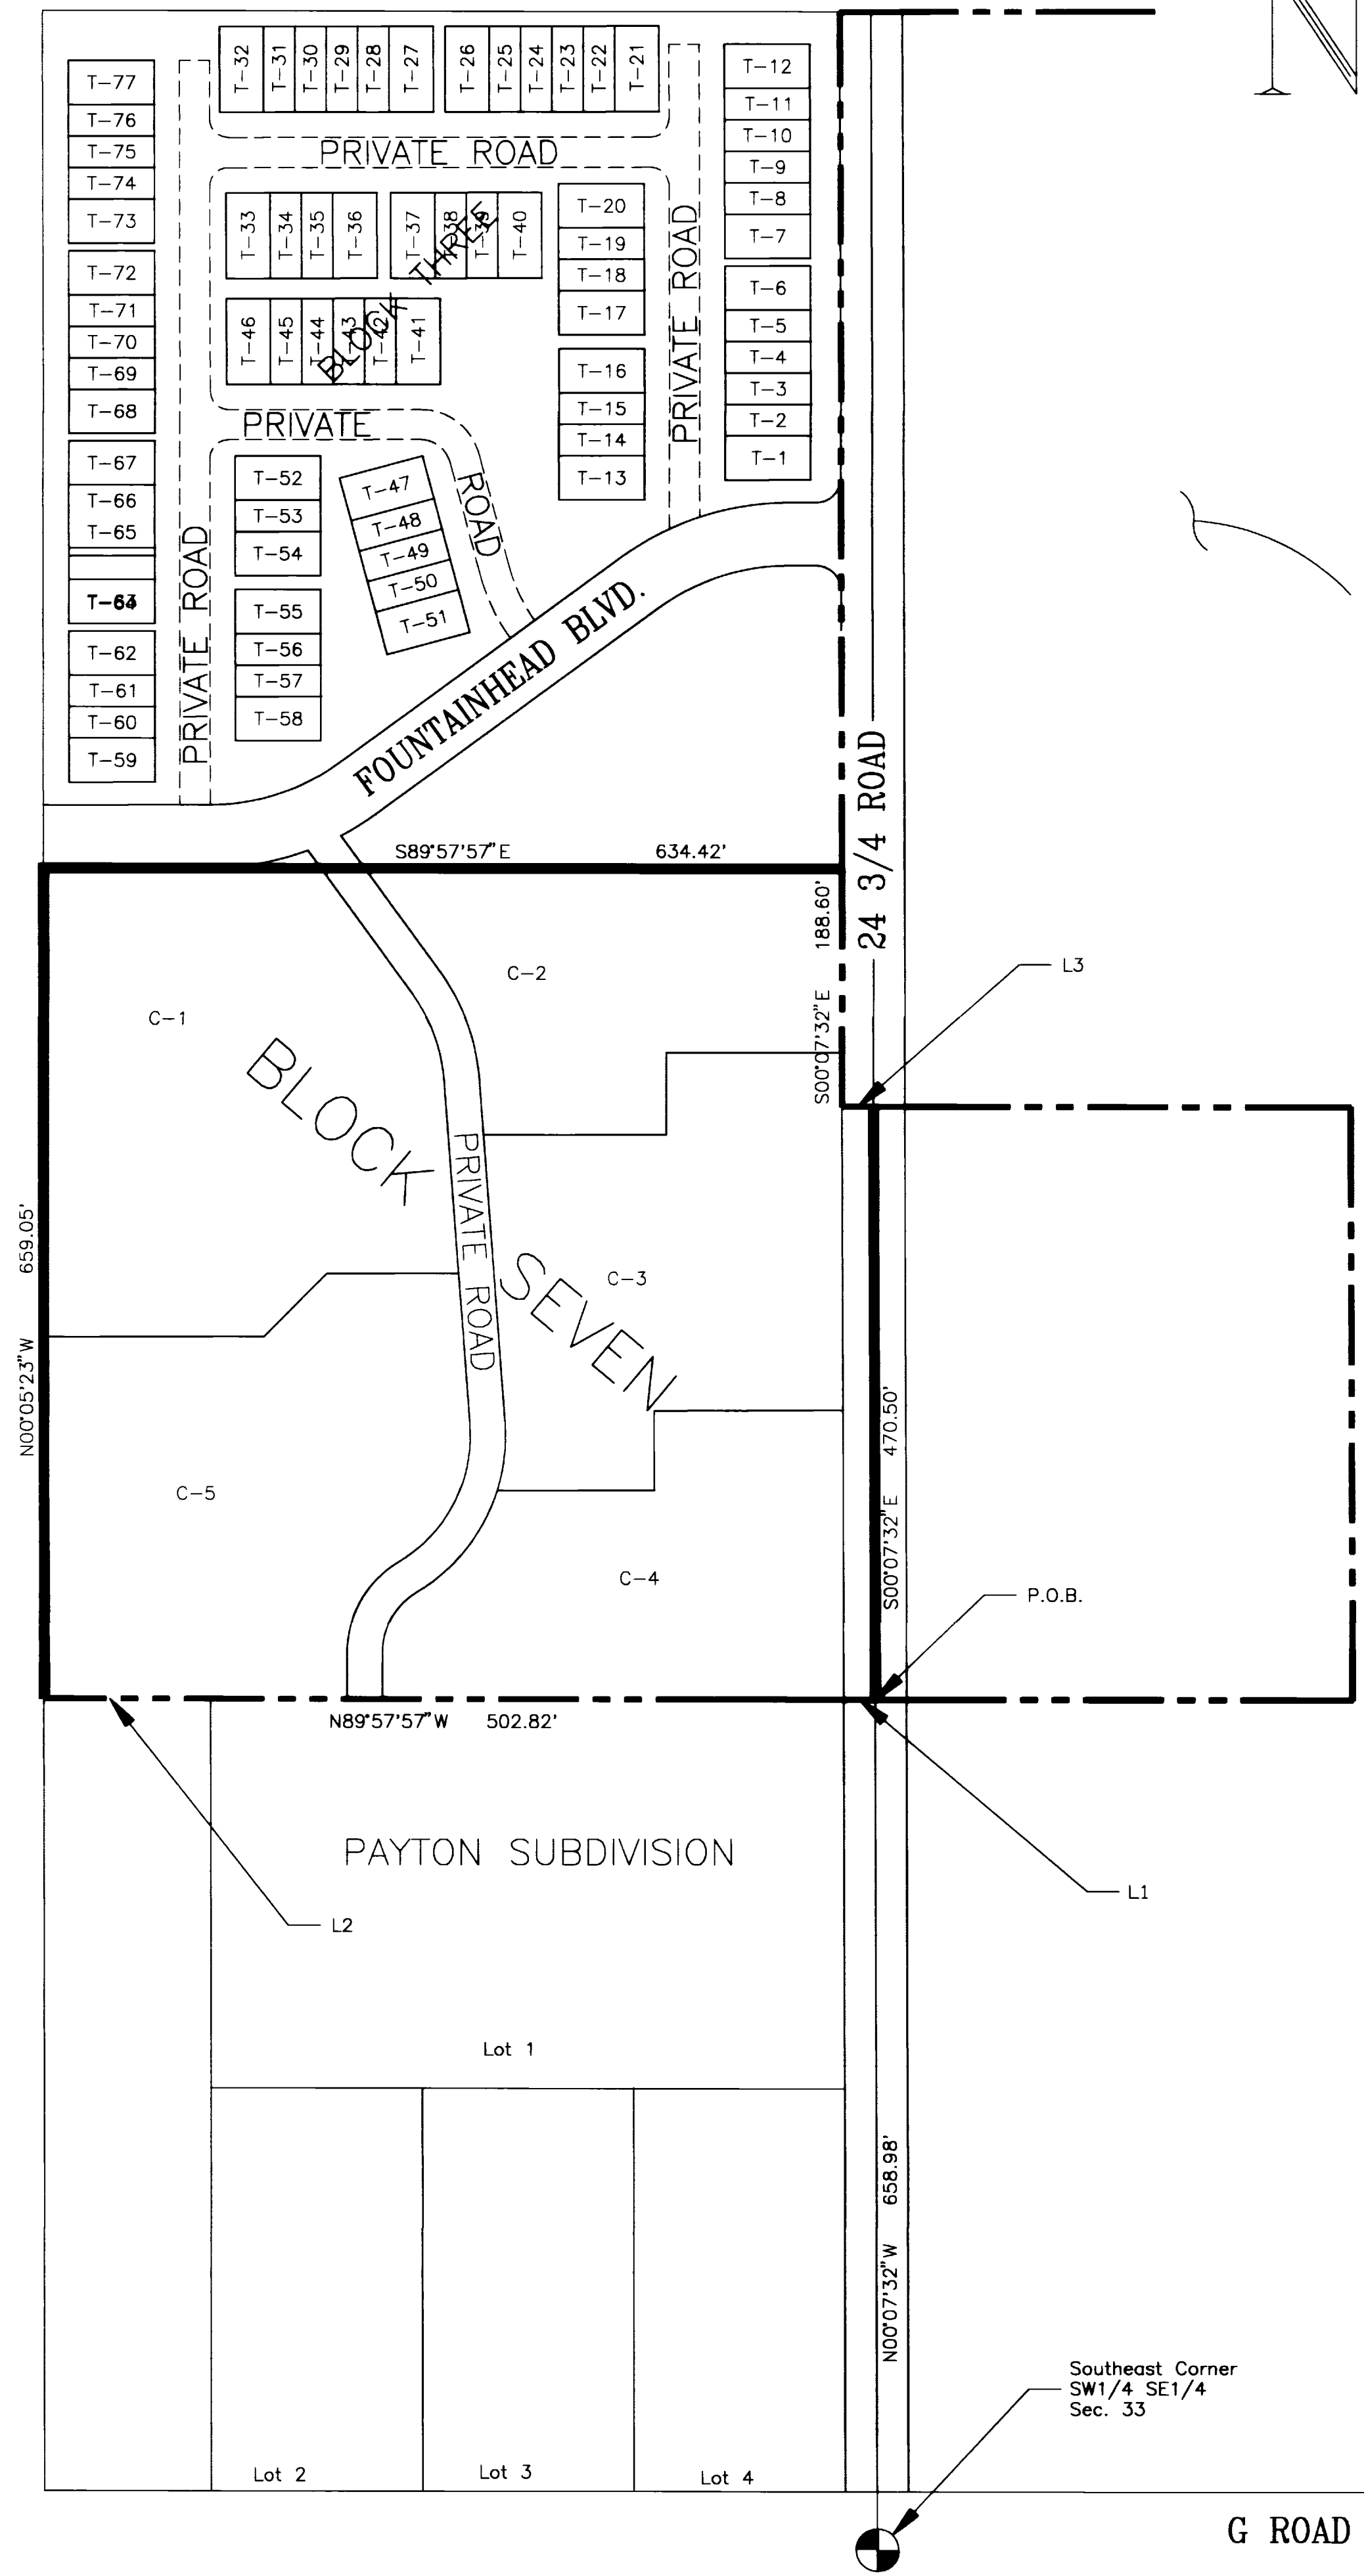 T-32
T-31
T-30
T-29
T-28
T-27
T-26
T-25
T-24
T-23
T-22
T-21
T-77
T-76
T-75
T-74
T-73
T-72
T-71
T-70
T-69
T-68
T-67
T-66
T-65
T-62
T-61
T-60
T-59
PRIVATE ROAD
PRIVATE ROAD
T-12
T-11
T-10
T-9
T-8
T-7
T-6
T-5
T-4
T-3
T-2
T-1
PRIVATE ROAD
T-33
T-34
T-35
T-36
T-37
T-38
T-39
T-40
T-20
T-19
T-18
T-17
T-46
T-45
T-44
T-43
T-42
T-41
BLOCK THREE
T-16
T-15
T-14
T-13
PRIVATE
ROAD
T-52
T-53
T-54
T-55
T-56
T-57
T-58
T-47
T-48
T-49
T-50
T-51
FOUNTAINHEAD BLVD.
24 3/4 ROAD
S89°57'57"E 634.42'
S00°07'32"E 188.60'
C-1
C-2
L3
BLOCK
SEVEN
PRIVATE ROAD
C-3
N00°05'23"W 659.05'
S00°07'32"E 470.50'
C-5
C-4
P.O.B.
N89°57'57"W 502.82'
PAYTON SUBDIVISION
L1
L2
Lot 1
N00°07'32"W 658.98'
Southeast Corner
SW1/4 SE1/4
Sec. 33
Lot 2
Lot 3
Lot 4
G ROAD